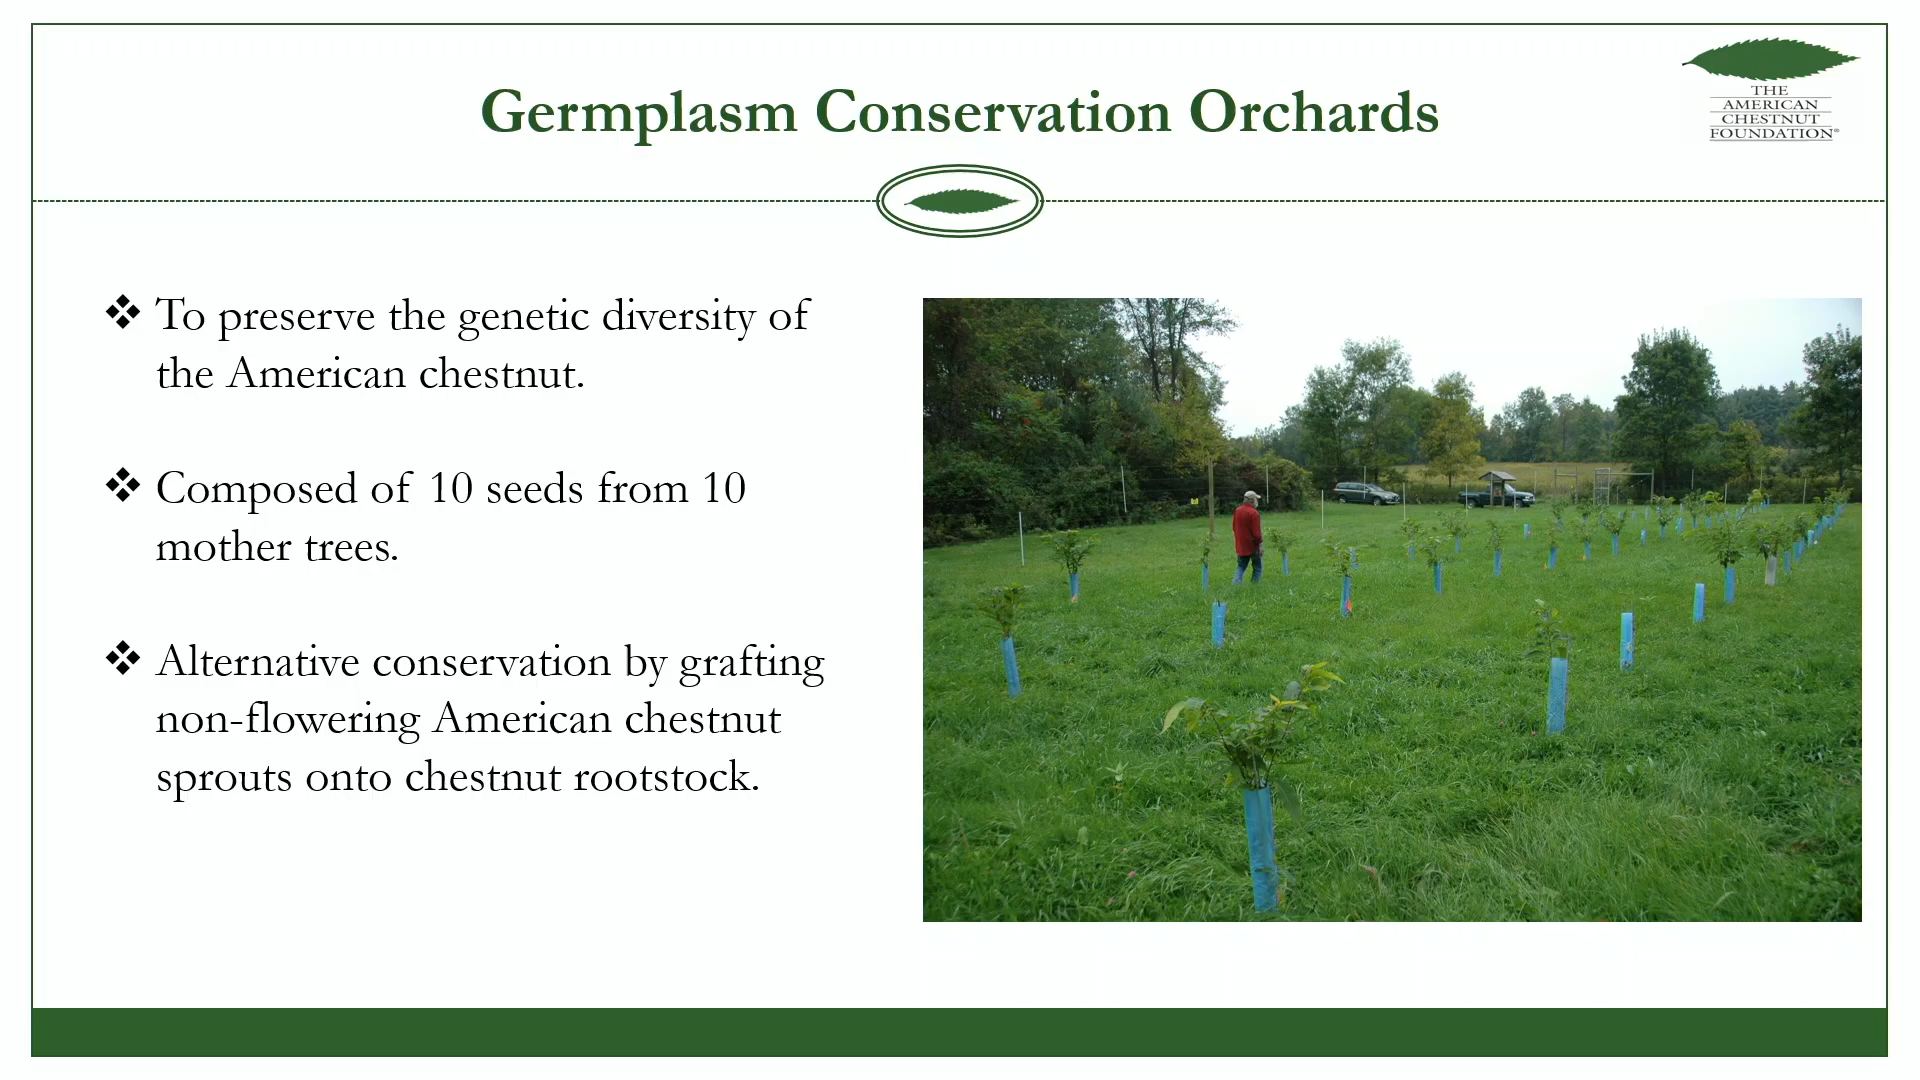 Germplasm Conservation Orchards
THE
AMERICAN
CHESTNUT
FOUNDATION®
❖ To preserve the genetic diversity of
the American chestnut.
❖ Composed of 10 seeds from 10
mother trees.
❖ Alternative conservation by grafting
non-flowering American chestnut
sprouts onto chestnut rootstock.